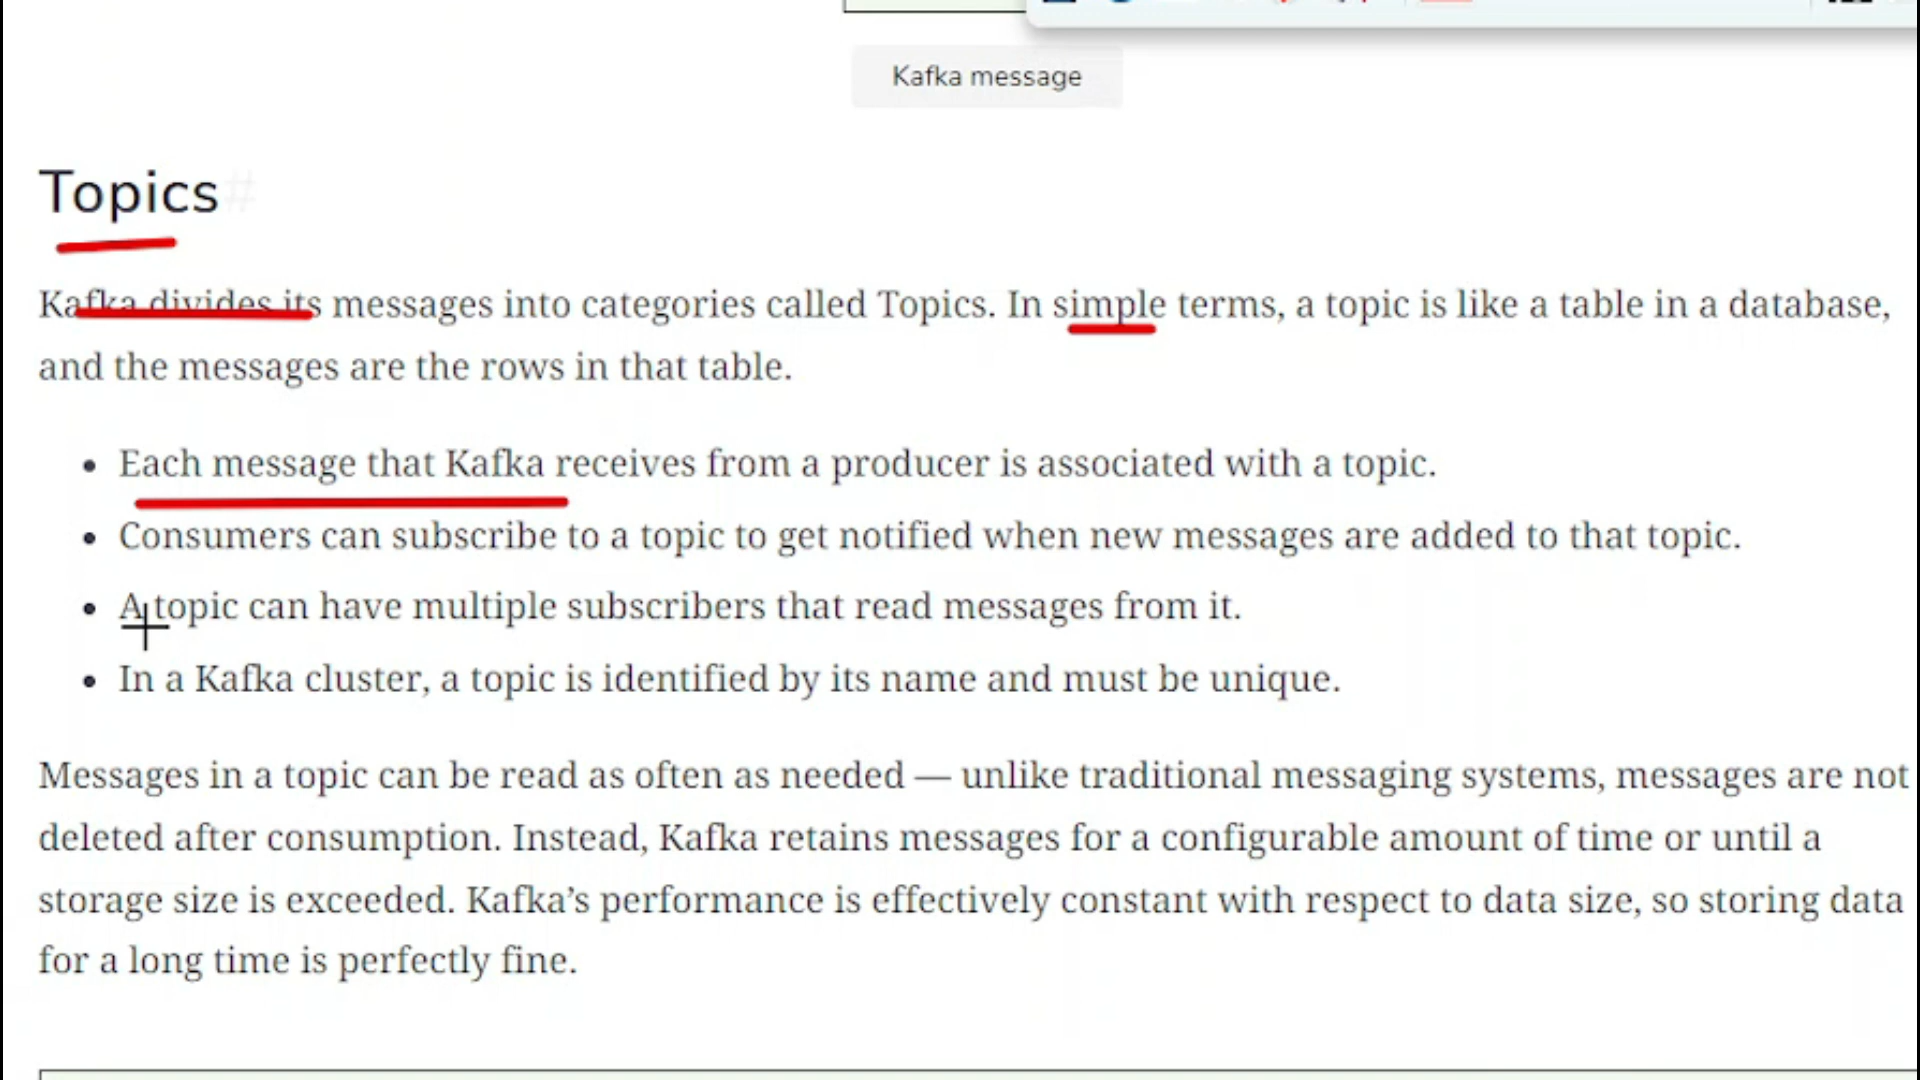 Kafka message
Topics#
Kafka divides its messages into categories called Topics. In simple terms, a topic is like a table in a database,
and the messages are the rows in that table.
• Each message that Kafka receives from a producer is associated with a topic.
• Consumers can subscribe to a topic to get notified when new messages are added to that topic.
• A topic can have multiple subscribers that read messages from it.
• In a Kafka cluster, a topic is identified by its name and must be unique.
Messages in a topic can be read as often as needed — unlike traditional messaging systems, messages are not
deleted after consumption. Instead, Kafka retains messages for a configurable amount of time or until a
storage size is exceeded. Kafka’s performance is effectively constant with respect to data size, so storing data
for a long time is perfectly fine.